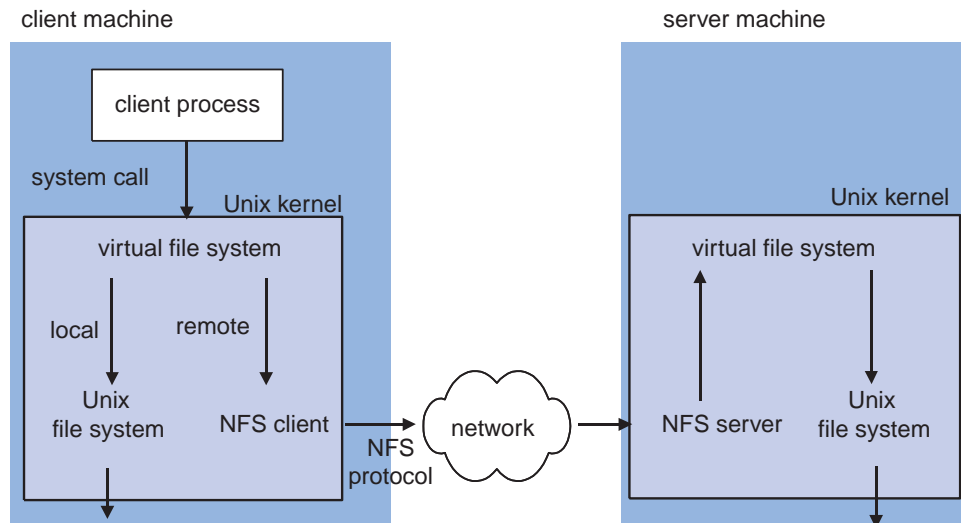 client machine
server machine
client process
system call
Unix kernel
Unix kernel
virtual file system
virtual file system
local
remote
Unix
file system
NFS client
NFS
protocol
network
NFS server
Unix
file system